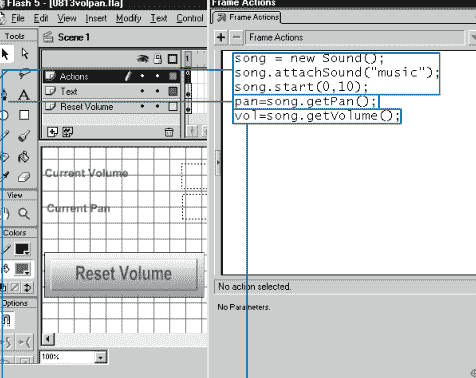 Flash 5 - [0813volpan.fla]
File Edit View Insert Modify Text Control
Tools
Scene 1
1
Actions
Text
Reset Volume
View
Colors
Options
Current Volume
Current Pan
Reset Volume
100%
Frame Actions
Frame Actions
Frame Actions
song = new Sound();
song.attachSound("music");
song.start(0,10);
pan=song.getPan();
vol=song.getVolume();
No action selected.
No Parameters.